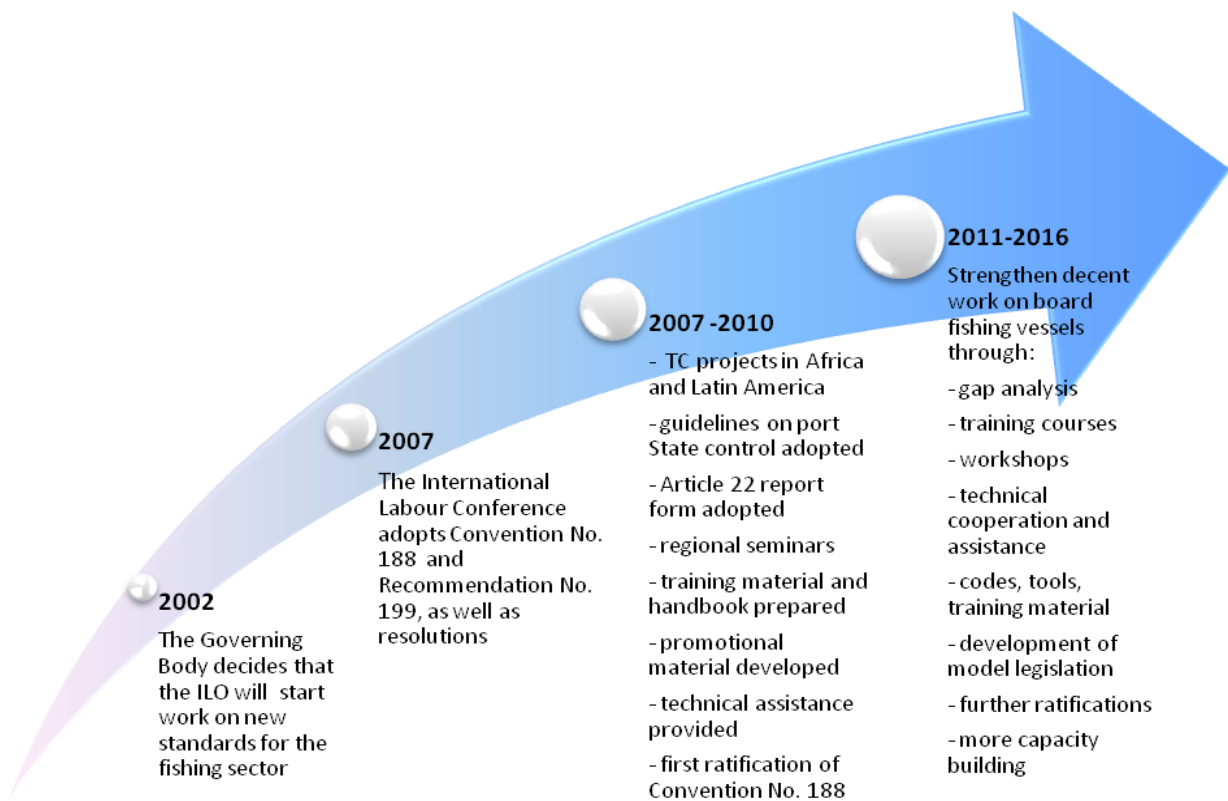 2002
The Governing
Body decides that
the ILO will start
work on new
standards for the
fishing sector
2007
The International
Labour Conference
adopts Convention No.
188 and
Recommendation No.
199, as well as
resolutions
2007 -2010
- TC projects in Africa
and Latin America
- guidelines on port
State control adopted
- Article 22 report
form adopted
- regional seminars
- training material and
handbook prepared
- promotional
material developed
- technical assistance
provided
- first ratification of
Convention No. 188
2011-2016
Strengthen decent
work on board
fishing vessels
through:
- gap analysis
- training courses
- workshops
- technical
cooperation and
assistance
- codes, tools,
training material
- development of
model legislation
- further ratifications
- more capacity
building